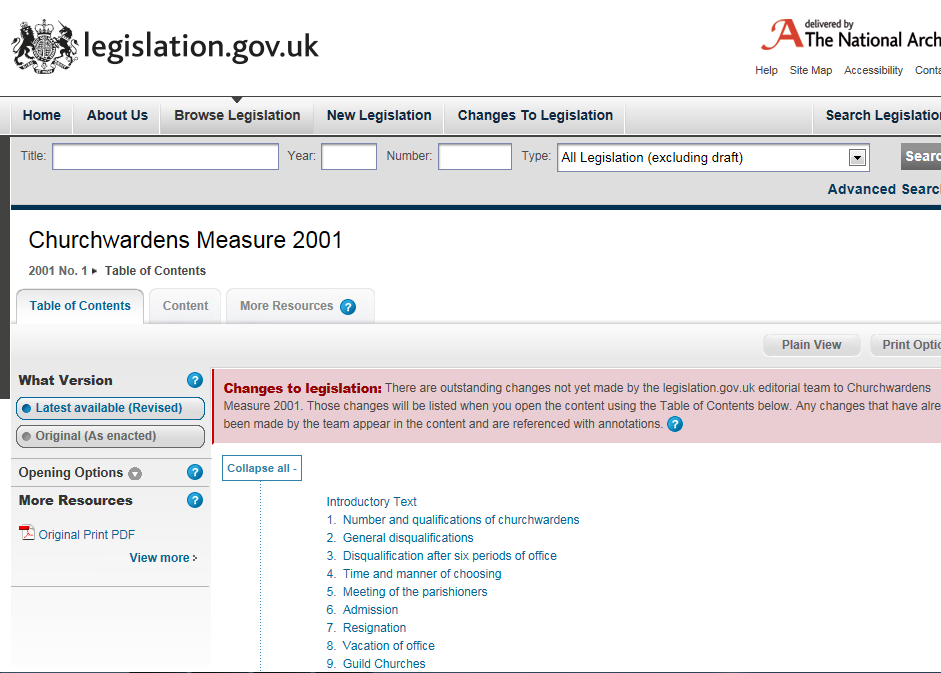 legislation.gov.uk
delivered by
The National Arch
Help Site Map Accessibility Conta
Home About Us Browse Legislation New Legislation Changes To Legislation Search Legislation
Title: Year: Number: Type: All Legislation (excluding draft) Searc
Advanced Searc
Churchwardens Measure 2001
2001 No. 1 Table of Contents
Table of Contents Content More Resources ?
Plain View Print Optio
What Version ?
Latest available (Revised)
Original (As enacted)
Opening Options ?
More Resources ?
Original Print PDF
View more
Changes to legislation: There are outstanding changes not yet made by the legislation.gov.uk editorial team to Churchwardens
Measure 2001. Those changes will be listed when you open the content using the Table of Contents below. Any changes that have alre
been made by the team appear in the content and are referenced with annotations. ?
Collapse all -
Introductory Text
1. Number and qualifications of churchwardens
2. General disqualifications
3. Disqualification after six periods of office
4. Time and manner of choosing
5. Meeting of the parishioners
6. Admission
7. Resignation
8. Vacation of office
9. Guild Churches